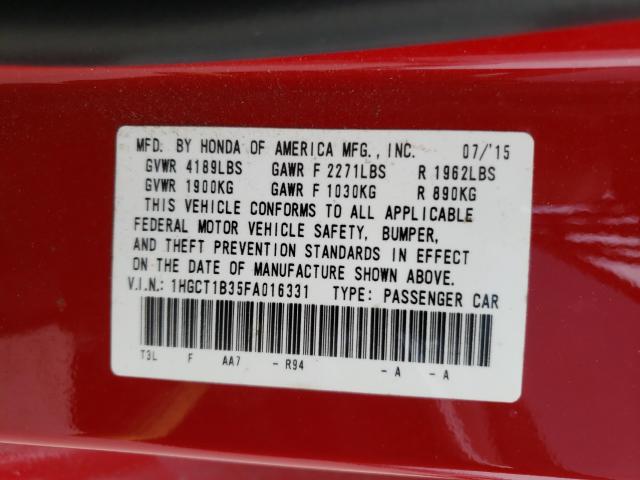 MFD. BY HONDA OF AMERICA MFG., INC. 07/'15
GVWR 4189LBS GAWR F 2271LBS R 1962LBS
GVWR 1900KG GAWR F 1030KG R 890KG
THIS VEHICLE CONFORMS TO ALL APPLICABLE
FEDERAL MOTOR VEHICLE SAFETY, BUMPER,
AND THEFT PREVENTION STANDARDS IN EFFECT
ON THE DATE OF MANUFACTURE SHOWN ABOVE.
V.I.N.: 1HGCT1B35FA016331 TYPE: PASSENGER CAR
T3L F AA7 - R94 - A - A